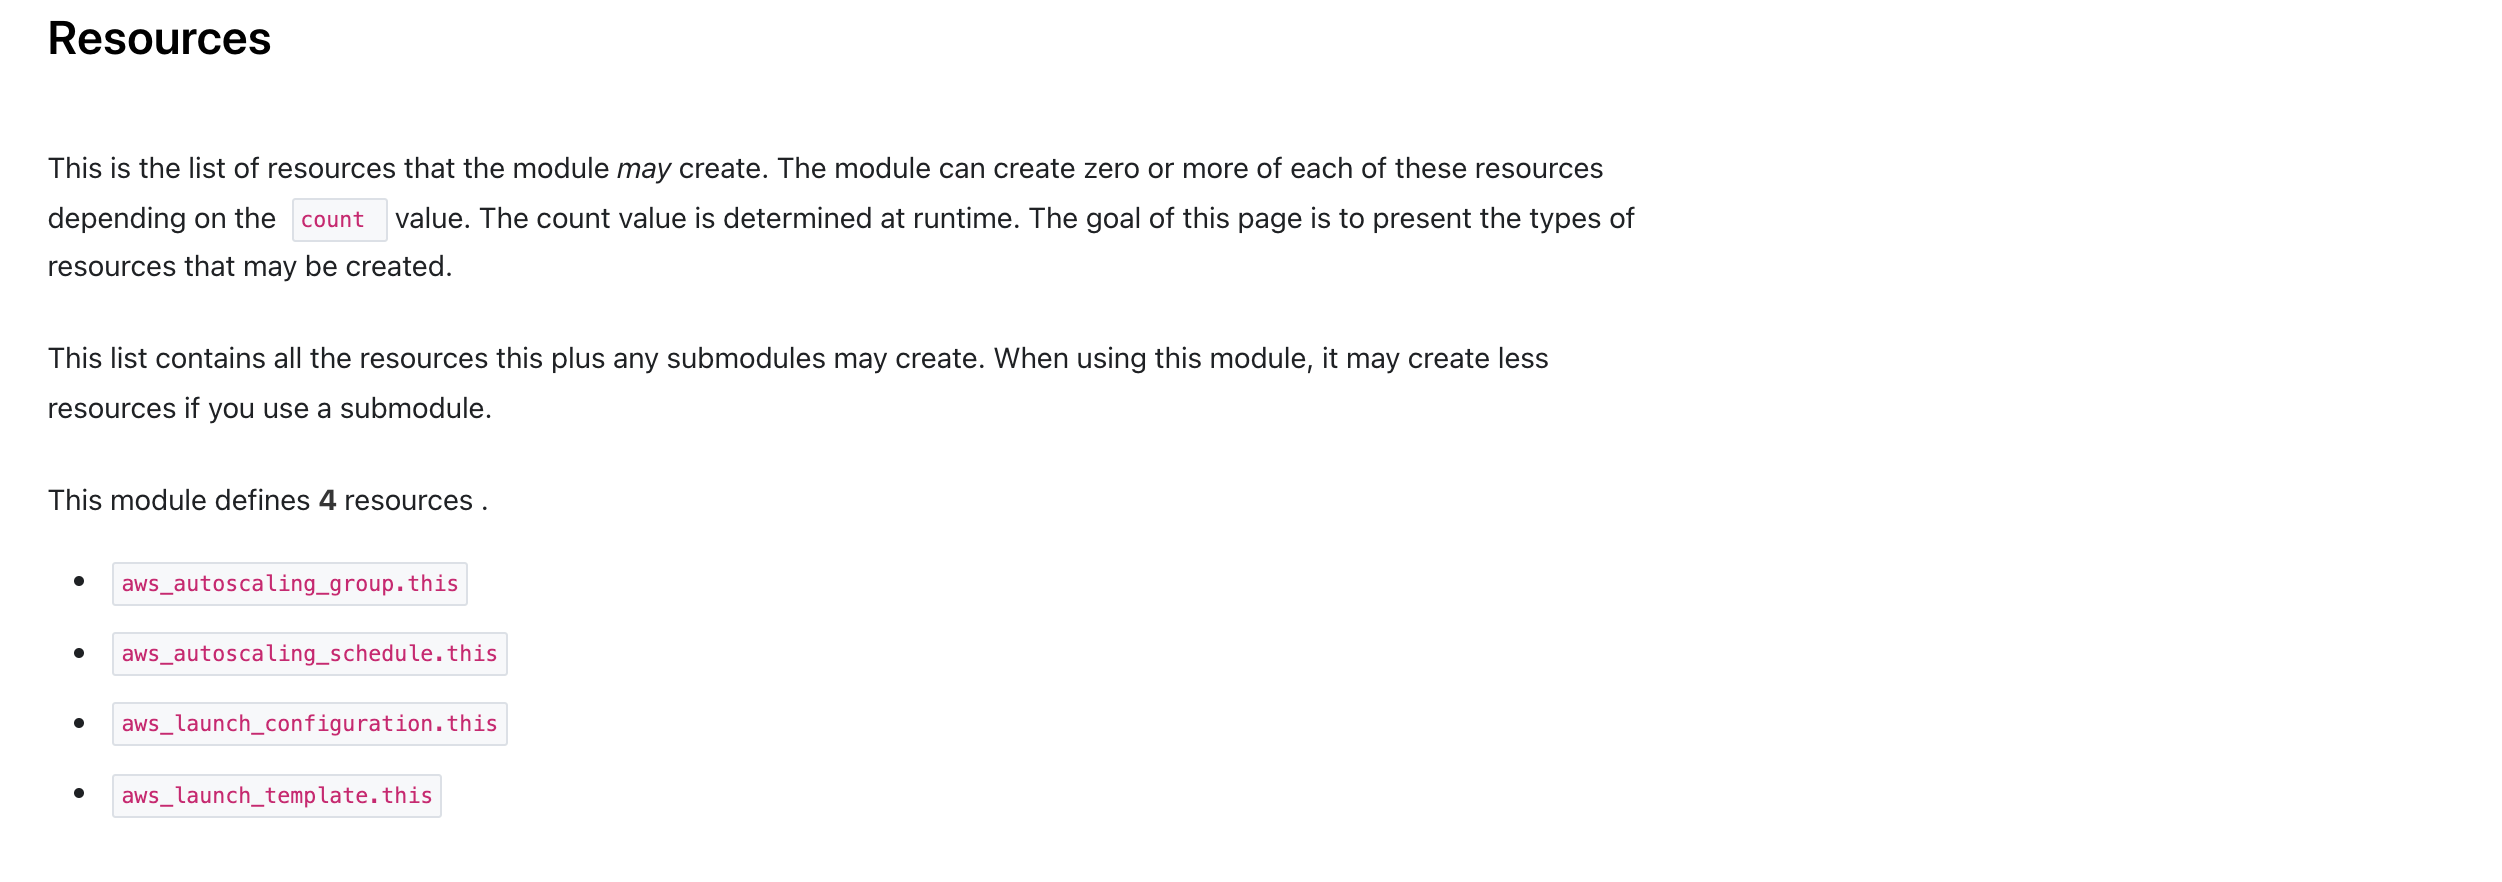 Resources
This is the list of resources that the module may create. The module can create zero or more of each of these resources
depending on the count value. The count value is determined at runtime. The goal of this page is to present the types of
resources that may be created.
This list contains all the resources this plus any submodules may create. When using this module, it may create less
resources if you use a submodule.
This module defines 4 resources .
aws_autoscaling_group.this
aws_autoscaling_schedule.this
aws_launch_configuration.this
aws_launch_template.this